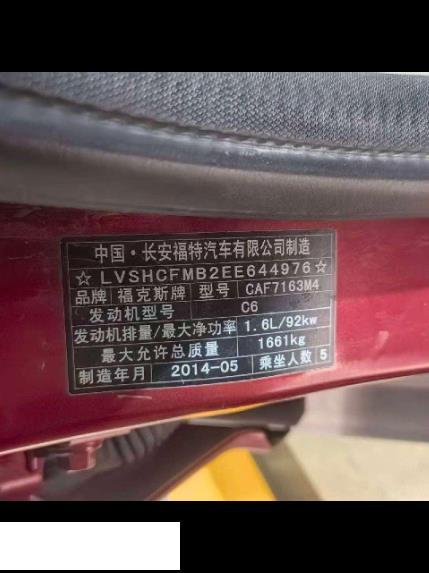 中国·长安福特汽车有限公司制造
☆LVSHCFMB2EE644976☆
品牌 福克斯牌 型号 CAF7163M4
发动机型号 C6
发动机排量/最大净功率 1.6L/92kw
最大允许总质量 1661kg
制造年月 2014-05 乘坐人数 5